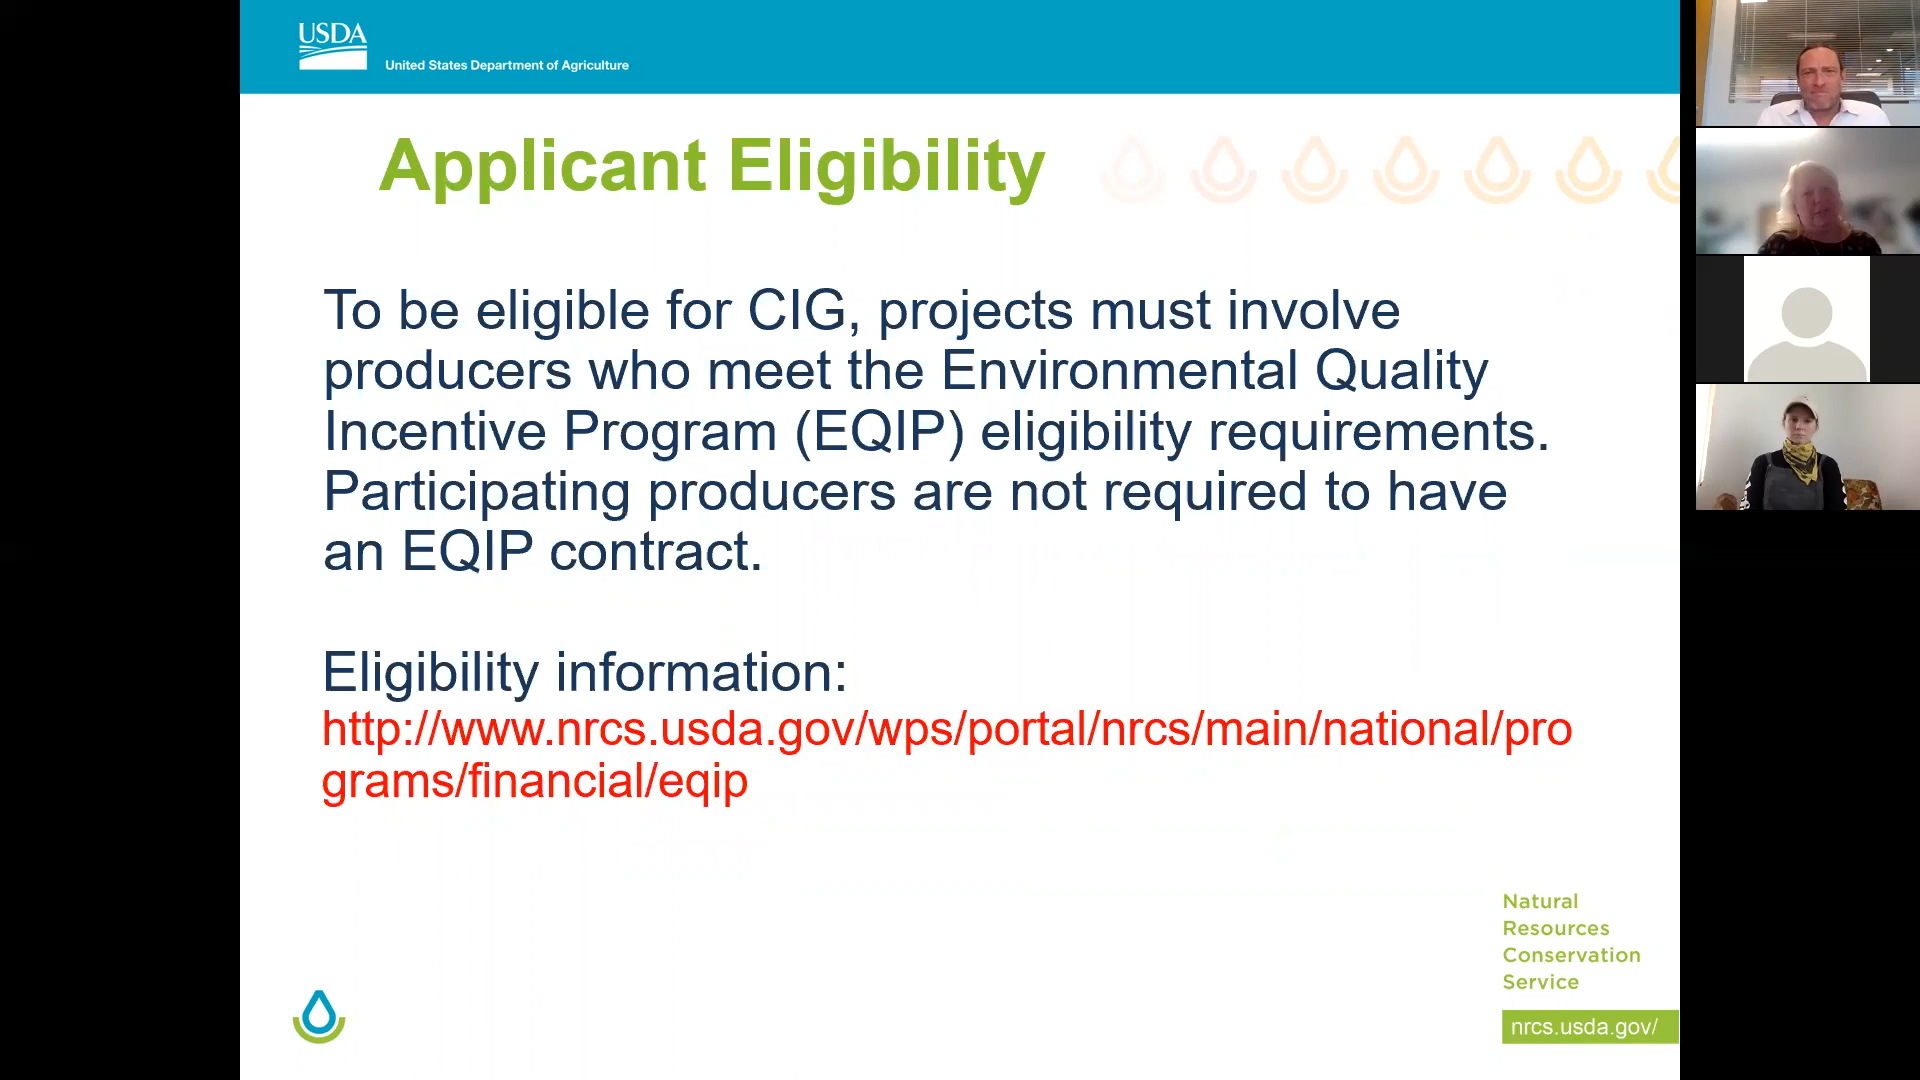 USDA
United States Department of Agriculture
Applicant Eligibility
To be eligible for CIG, projects must involve
producers who meet the Environmental Quality
Incentive Program (EQIP) eligibility requirements.
Participating producers are not required to have
an EQIP contract.
Eligibility information:
http://www.nrcs.usda.gov/wps/portal/nrcs/main/national/pro
grams/financial/eqip
Natural
Resources
Conservation
Service
nrcs.usda.gov/